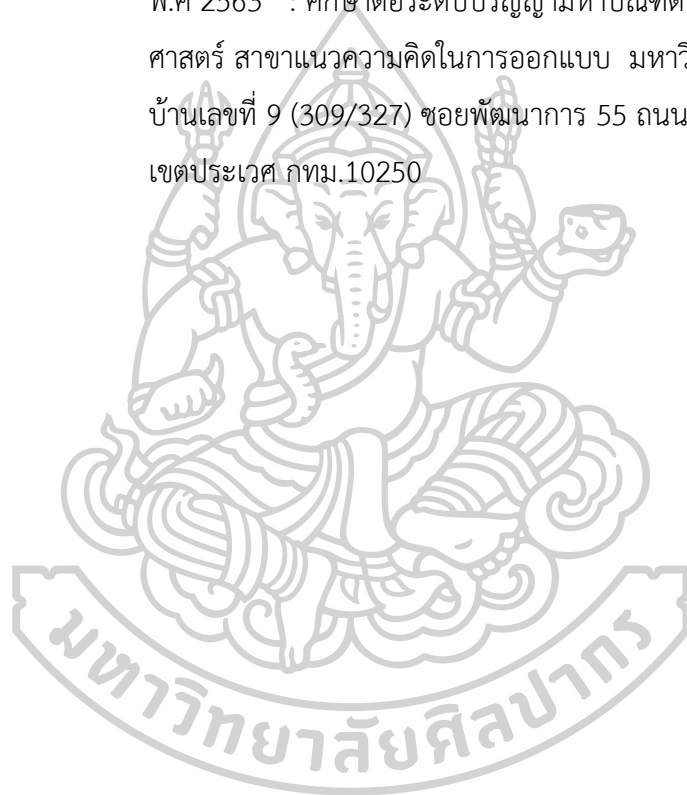 พ.ศ 2563 : ศึกษาต่อระดับปริญญามหาบัณฑิต
ศาสตร์ สาขาแนวความคิดในการออกแบบ มหาวิ
บ้านเลขที่ 9 (309/327) ซอยพัฒนาการ 55 ถนน
เขตประเวศ กทม.10250
มหาวิทยาลัยศิลปากร